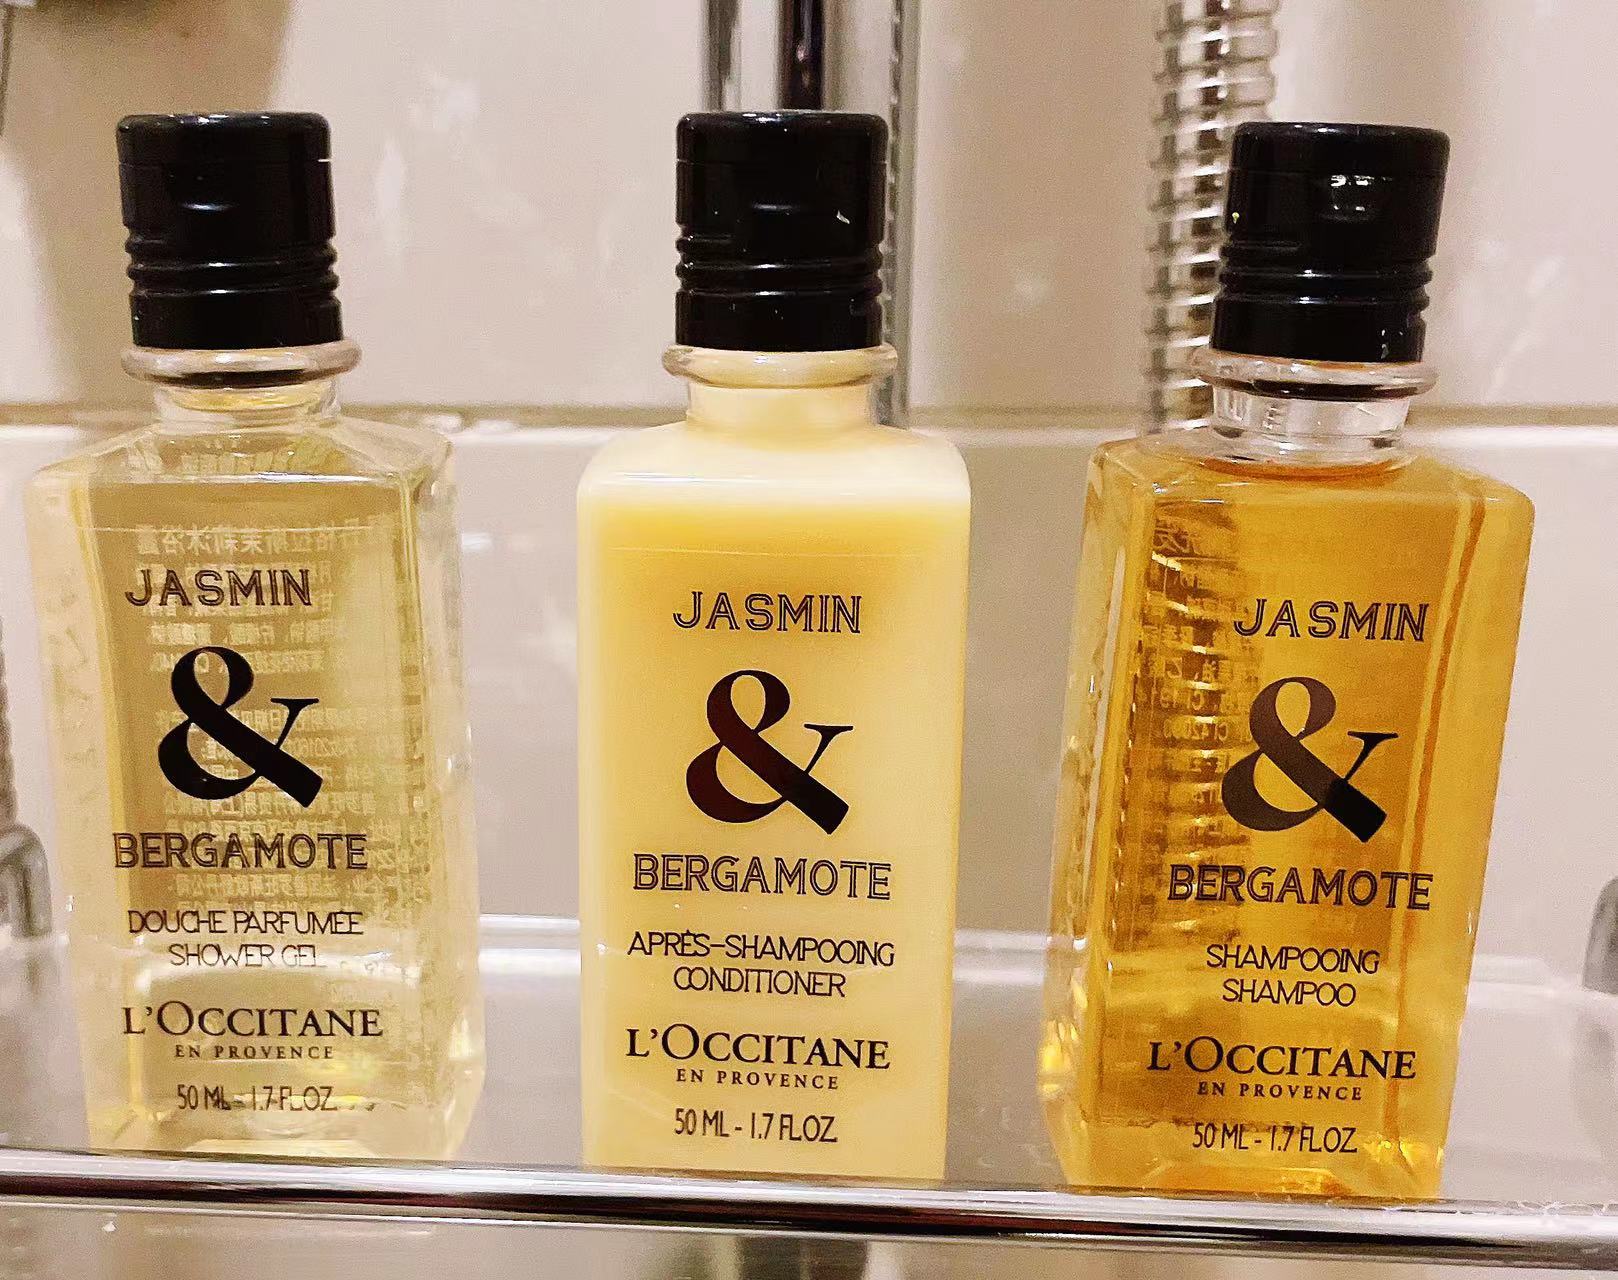 JASMIN
&
BERGAMOTE
DOUCHE PARFUMÉE
SHOWER GEL
L'OCCITANE
EN PROVENCE
50 ML - 1.7 FL.OZ
JASMIN
&
BERGAMOTE
APRÈS-SHAMPOOING
CONDITIONER
L'OCCITANE
EN PROVENCE
50 ML - 1.7 FL.OZ
JASMIN
&
BERGAMOTE
SHAMPOOING
SHAMPOO
L'OCCITANE
EN PROVENCE
50 ML - 1.7 FL.OZ